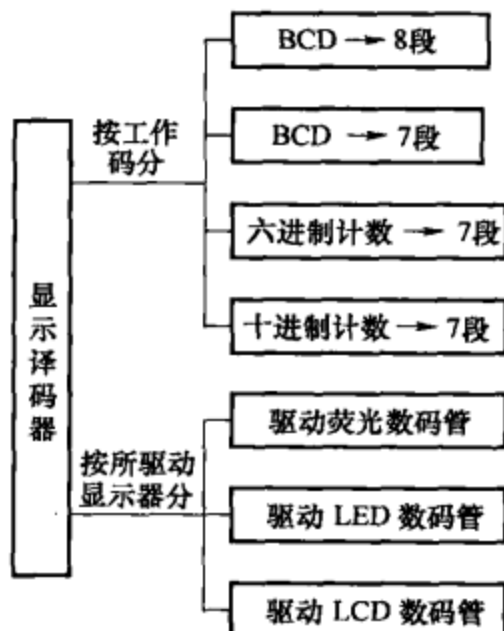 显示译码器
按工作
码分
BCD → 8段
BCD → 7段
六进制计数 → 7段
十进制计数 → 7段
按所驱动
显示器分
驱动荧光数码管
驱动 LED 数码管
驱动 LCD 数码管